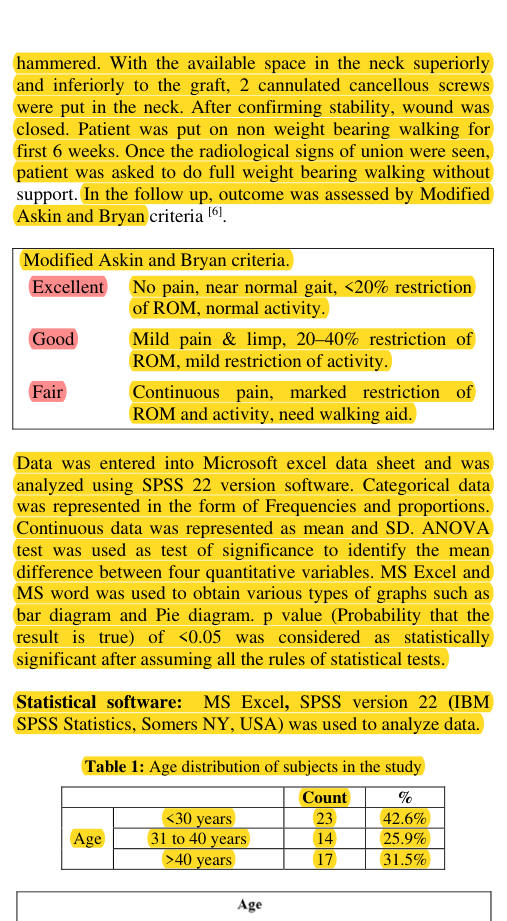 hammered. With the available space in the neck superiorly
and inferiorly to the graft, 2 cannulated cancellous screws
were put in the neck. After confirming stability, wound was
closed. Patient was put on non weight bearing walking for
first 6 weeks. Once the radiological signs of union were seen,
patient was asked to do full weight bearing walking without
support. In the follow up, outcome was assessed by Modified
Askin and Bryan criteria [6].
Modified Askin and Bryan criteria.
Excellent No pain, near normal gait, <20% restriction
of ROM, normal activity.
Good Mild pain & limp, 20–40% restriction of
ROM, mild restriction of activity.
Fair Continuous pain, marked restriction of
ROM and activity, need walking aid.
Data was entered into Microsoft excel data sheet and was
analyzed using SPSS 22 version software. Categorical data
was represented in the form of Frequencies and proportions.
Continuous data was represented as mean and SD. ANOVA
test was used as test of significance to identify the mean
difference between four quantitative variables. MS Excel and
MS word was used to obtain various types of graphs such as
bar diagram and Pie diagram. p value (Probability that the
result is true) of <0.05 was considered as statistically
significant after assuming all the rules of statistical tests.
Statistical software: MS Excel, SPSS version 22 (IBM
SPSS Statistics, Somers NY, USA) was used to analyze data.
Table 1: Age distribution of subjects in the study
Count %
<30 years 23 42.6%
Age 31 to 40 years 14 25.9%
>40 years 17 31.5%
Age